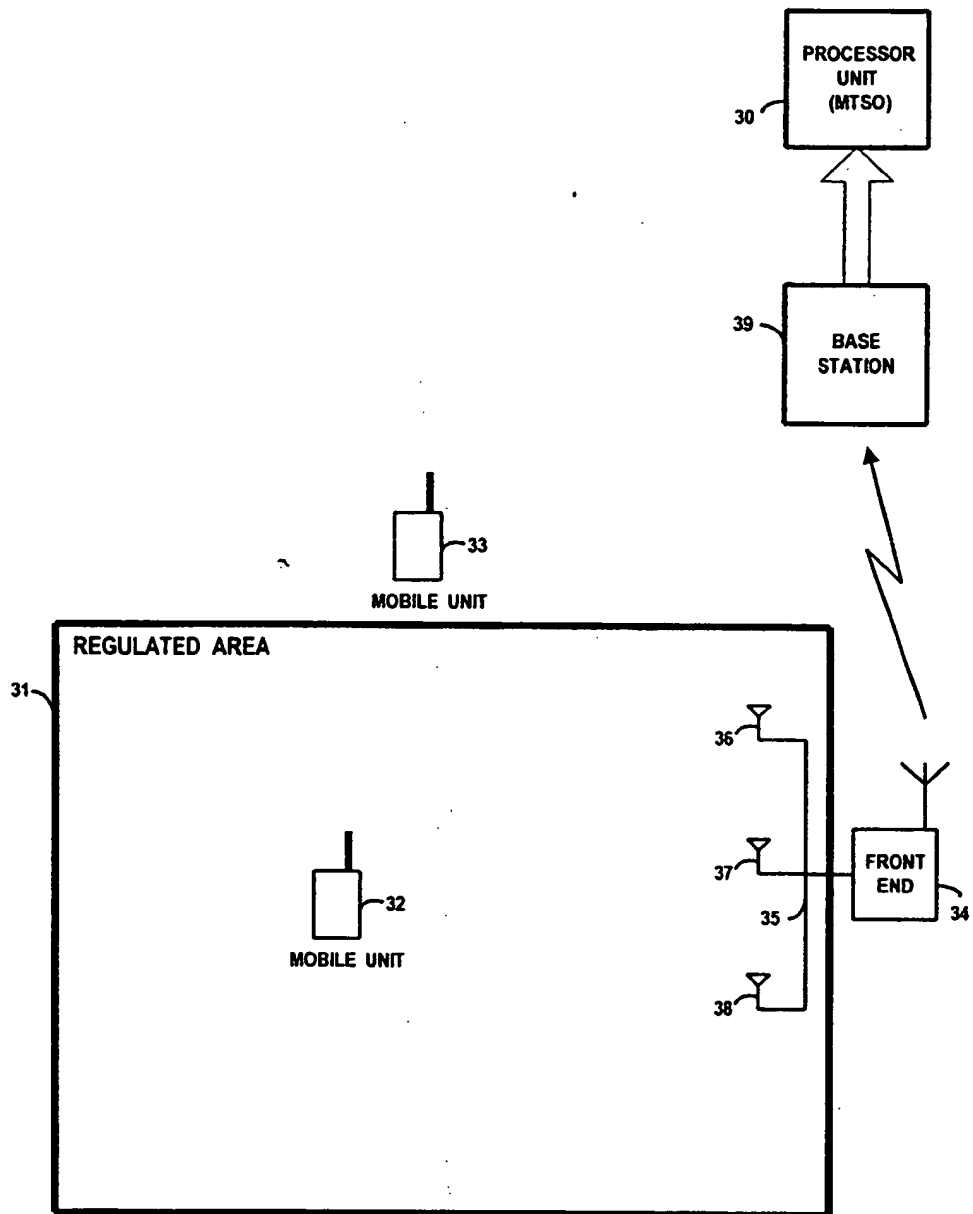 PROCESSOR
UNIT
(MTSO)
30
39
BASE
STATION
33
MOBILE UNIT
REGULATED AREA
31
36
37
FRONT
END
35
34
32
MOBILE UNIT
38